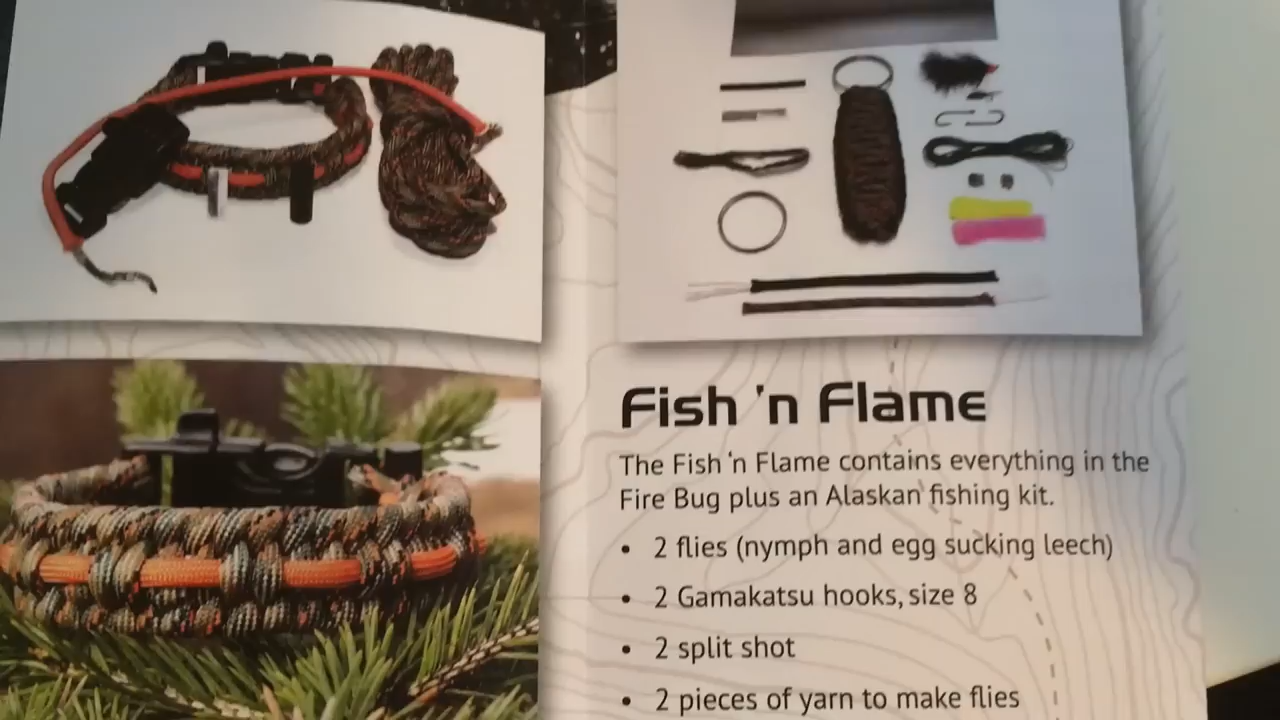 Fish 'n Flame
The Fish 'n Flame contains everything in the
Fire Bug plus an Alaskan fishing kit.
• 2 flies (nymph and egg sucking leech)
• 2 Gamakatsu hooks, size 8
• 2 split shot
• 2 pieces of yarn to make flies